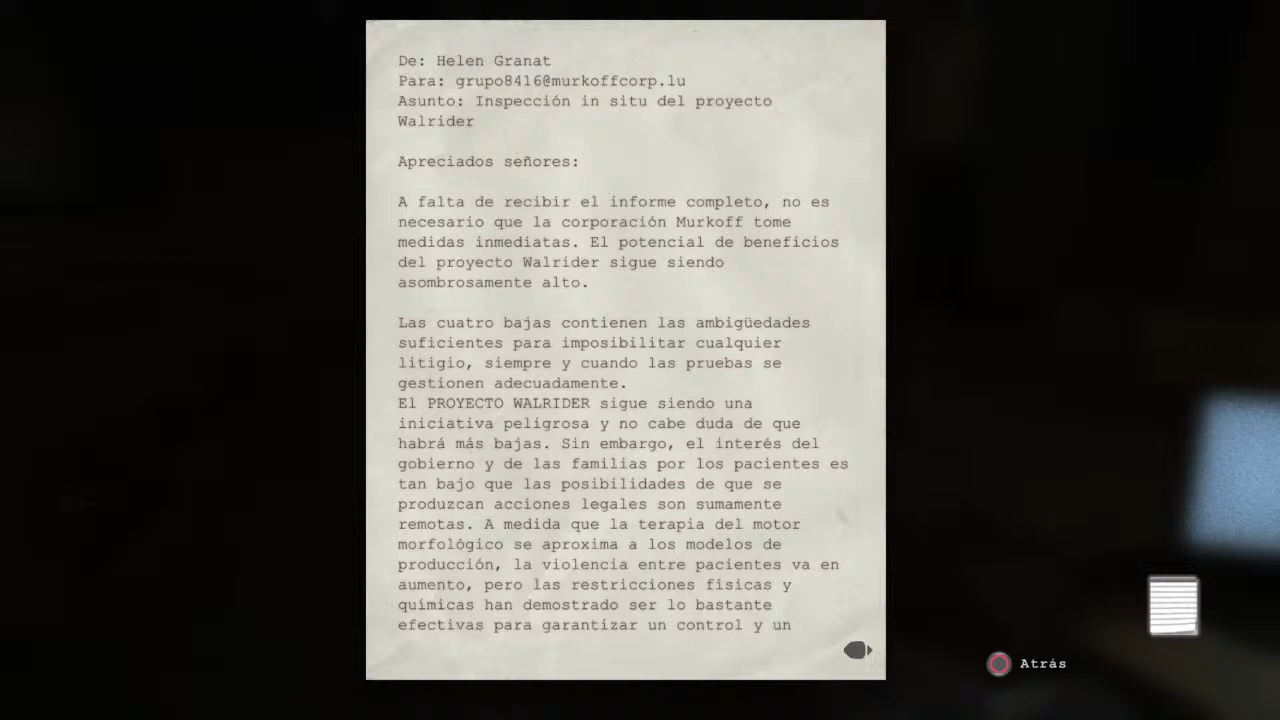 De: Helen Granat
Para: grupo8416@murkoffcorp.lu
Asunto: Inspección in situ del proyecto
Walrider
Apreciados señores:
A falta de recibir el informe completo, no es
necesario que la corporación Murkoff tome
medidas inmediatas. El potencial de beneficios
del proyecto Walrider sigue siendo
asombrosamente alto.
Las cuatro bajas contienen las ambigüedades
suficientes para imposibilitar cualquier
litigio, siempre y cuando las pruebas se
gestionen adecuadamente.
El PROYECTO WALRIDER sigue siendo una
iniciativa peligrosa y no cabe duda de que
habrá más bajas. Sin embargo, el interés del
gobierno y de las familias por los pacientes es
tan bajo que las posibilidades de que se
produzcan acciones legales son sumamente
remotas. A medida que la terapia del motor
morfológico se aproxima a los modelos de
producción, la violencia entre pacientes va en
aumento, pero las restricciones físicas y
químicas han demostrado ser lo bastante
efectivas para garantizar un control y un
Atrás